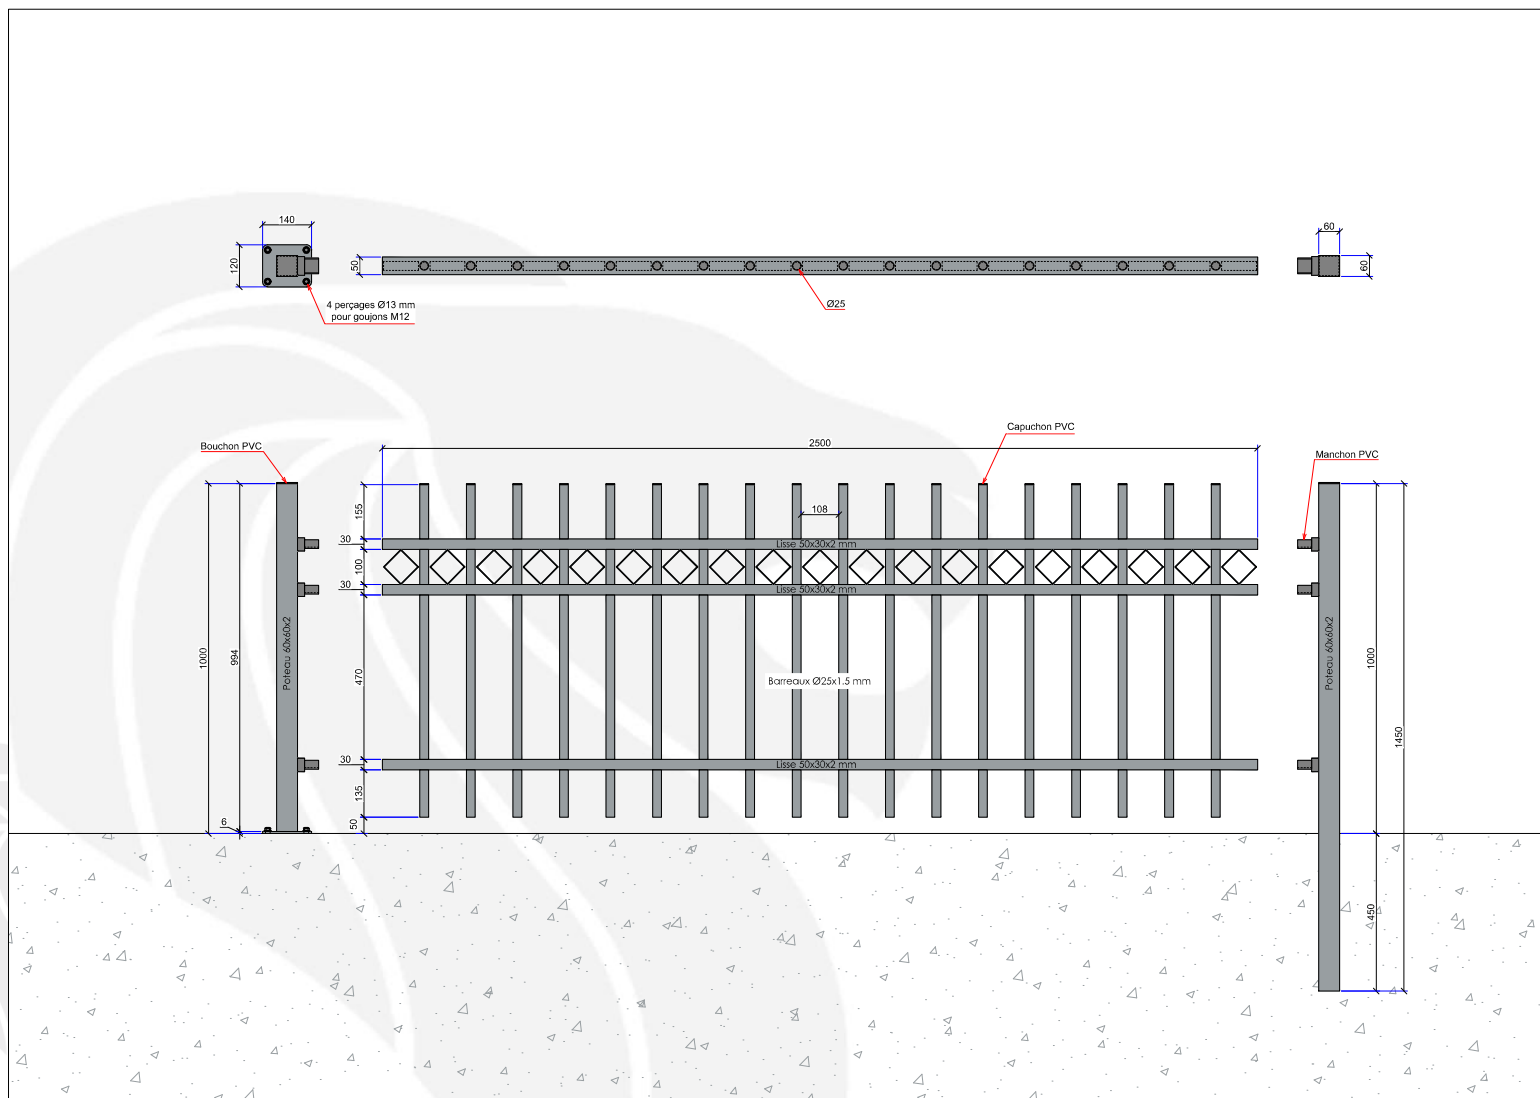 140
120
4 perçages Ø13 mm
pour goujons M12
50
Ø25
60
60
Bouchon PVC
2500
Capuchon PVC
Manchon PVC
1000
994
6
Poteau 60x60x2
155
30
100
30
470
30
135
50
108
Lisse 50x30x2 mm
Lisse 50x30x2 mm
Barreaux Ø25x1.5 mm
Lisse 50x30x2 mm
Poteau 60x60x2
1000
1450
450